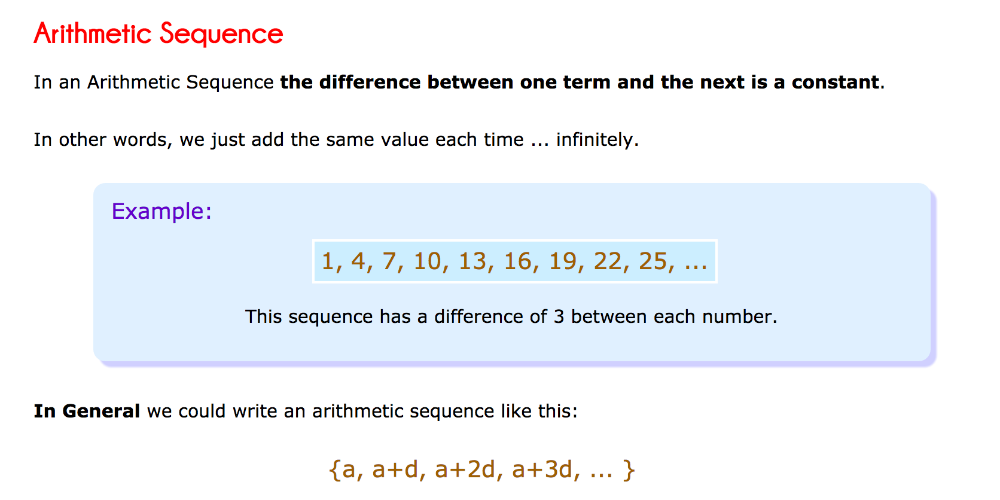 Arithmetic Sequence
In an Arithmetic Sequence the difference between one term and the next is a constant.
In other words, we just add the same value each time ... infinitely.
Example:
1, 4, 7, 10, 13, 16, 19, 22, 25, ...
This sequence has a difference of 3 between each number.
In General we could write an arithmetic sequence like this:
{a, a+d, a+2d, a+3d, ... }